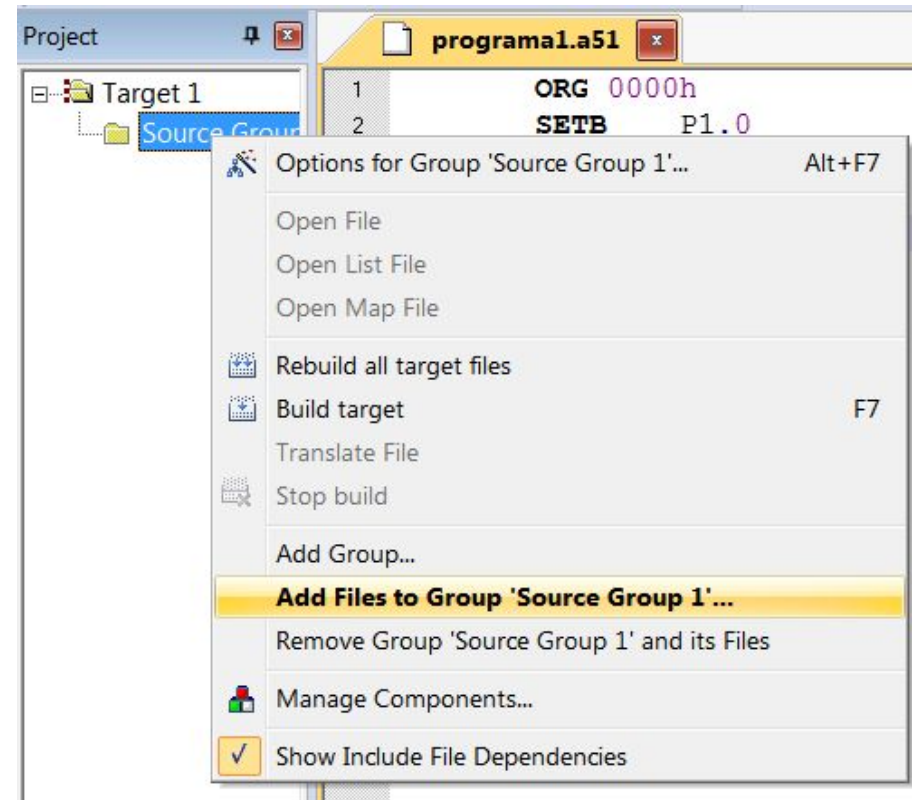 Project
programa1.a51
Target 1
1 ORG 0000h
Source Group
2 SETB P1.0
Options for Group 'Source Group 1'... Alt+F7
Open File
Open List File
Open Map File
Rebuild all target files
Build target F7
Translate File
Stop build
Add Group...
Add Files to Group 'Source Group 1'...
Remove Group 'Source Group 1' and its Files
Manage Components...
Show Include File Dependencies